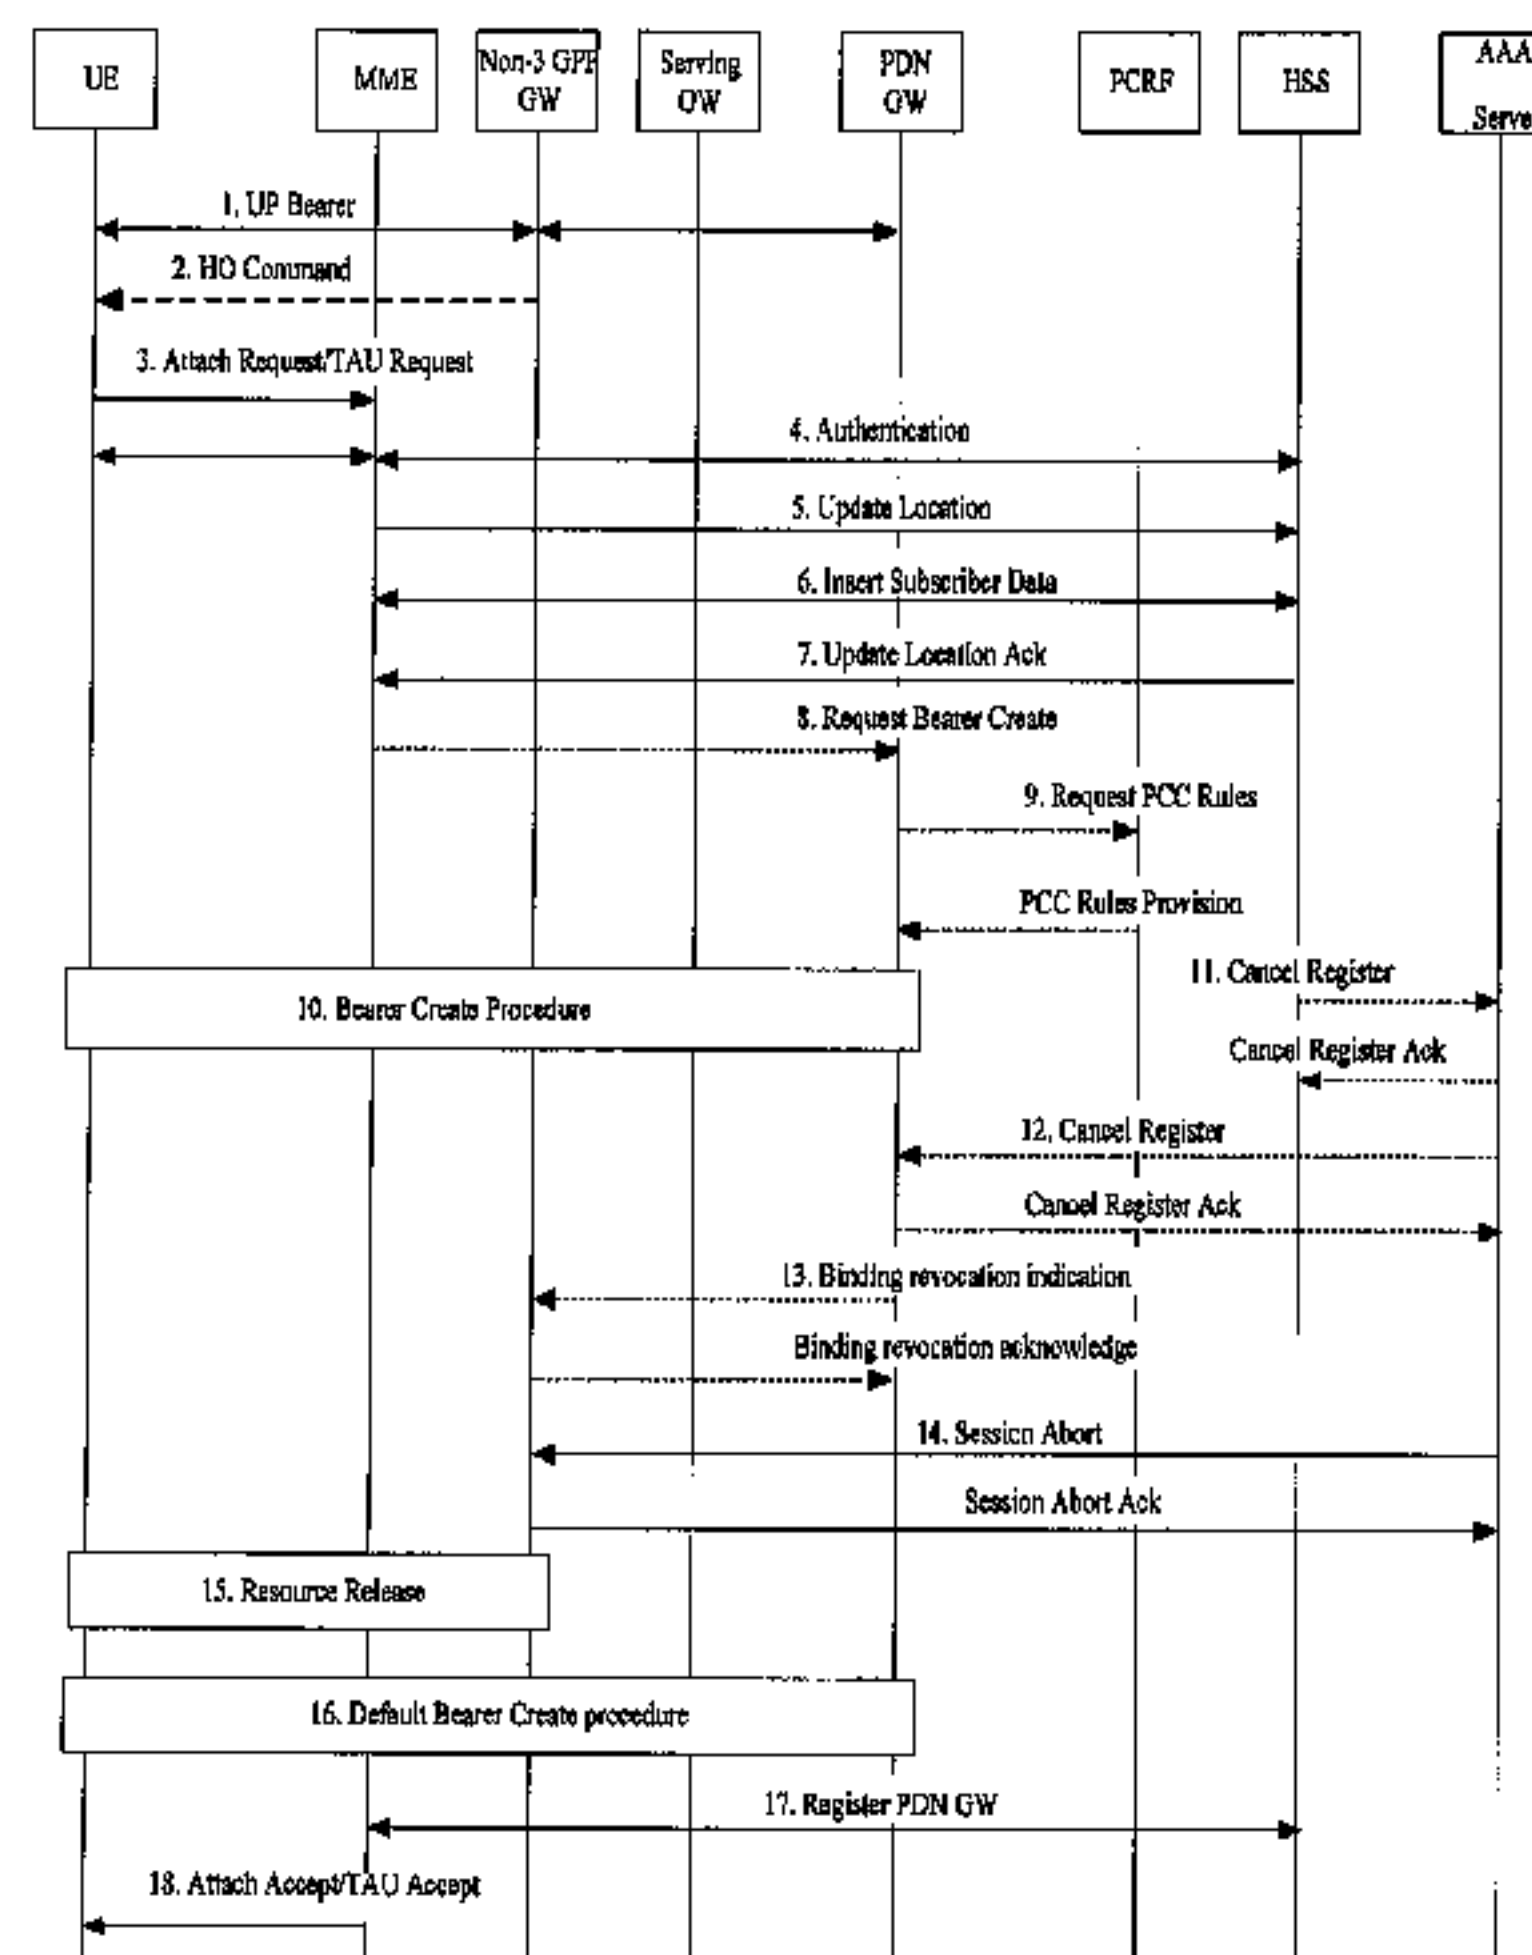 UE
MME
Non-3 GPP
GW
Serving
GW
PDN
GW
PCRF
HSS
AAA
Serve
1. UP Bearer
2. HO Command
3. Attach Request/TAU Request
4. Authentication
5. Update Location
6. Insert Subscriber Data
7. Update Location Ack
8. Request Bearer Create
9. Request PCC Rules
PCC Rules Provision
11. Cancel Register
10. Bearer Create Procedure
Cancel Register Ack
12. Cancel Register
Cancel Register Ack
13. Binding revocation indication
Binding revocation acknowledge
14. Session Abort
Session Abort Ack
15. Resource Release
16. Default Bearer Create procedure
17. Register PDN GW
18. Attach Accept/TAU Accept